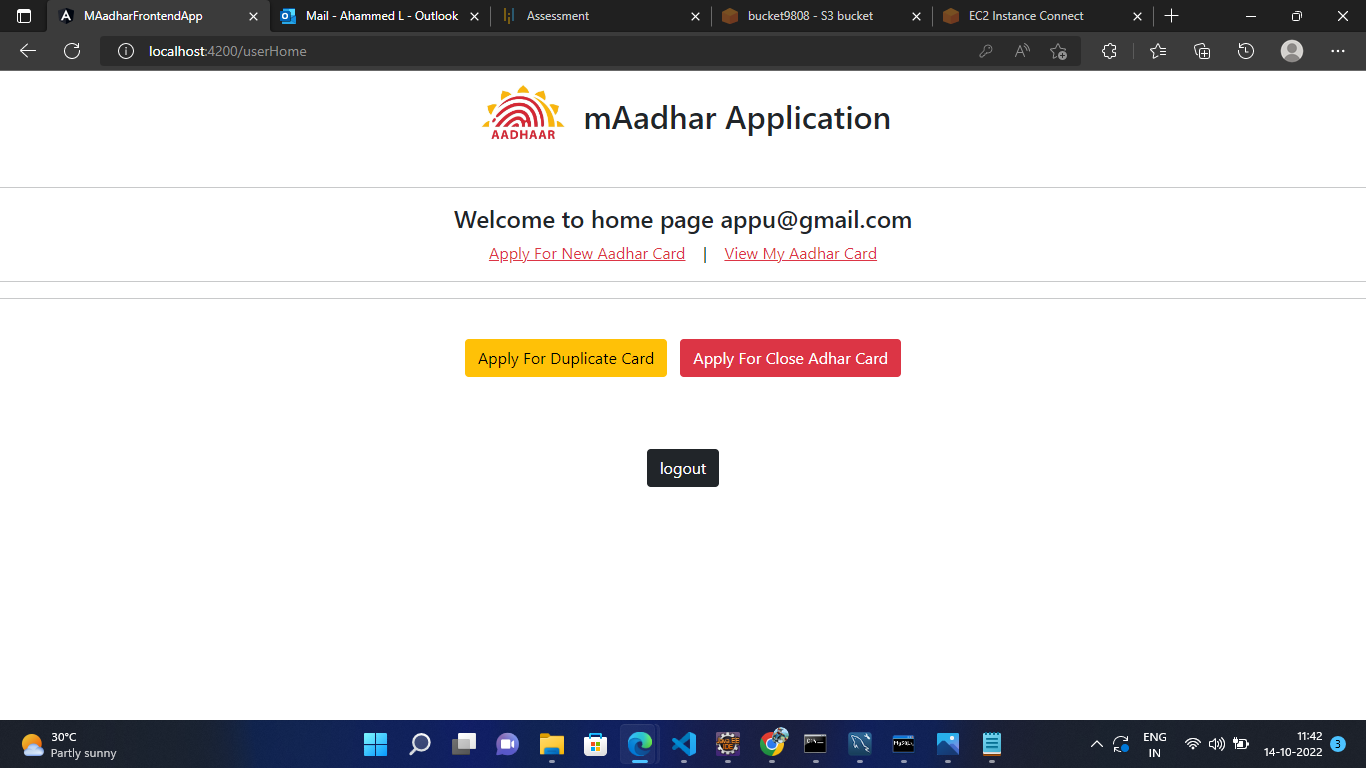 MAadharFrontendApp
Mail - Ahammed L - Outlook
Assessment
bucket9808 - S3 bucket
EC2 Instance Connect
localhost:4200/userHome
AADHAAR
mAadhar Application
Welcome to home page appu@gmail.com
Apply For New Aadhar Card | View My Aadhar Card
Apply For Duplicate Card
Apply For Close Adhar Card
logout
30°C
Partly sunny
ENG
IN
11:42
14-10-2022
3